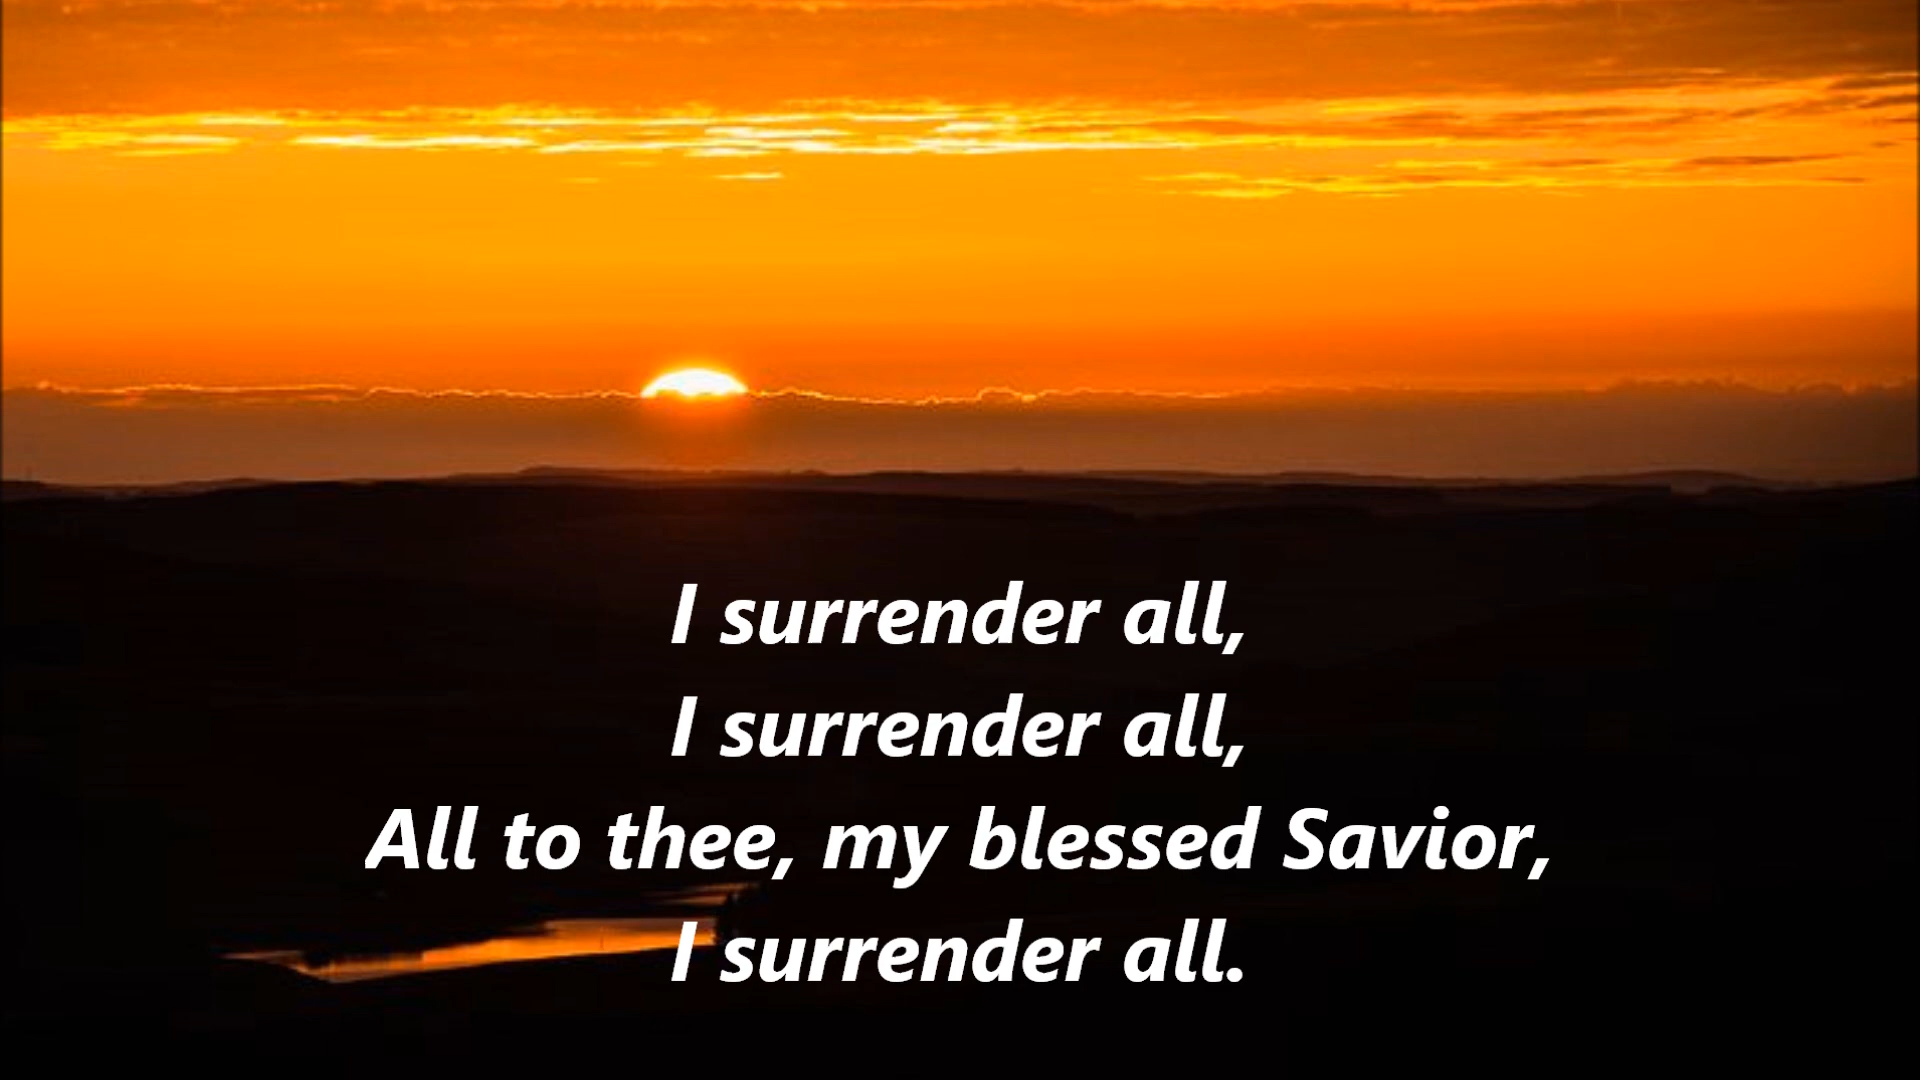 I surrender all,
I surrender all,
All to thee, my blessed Savior,
I surrender all.